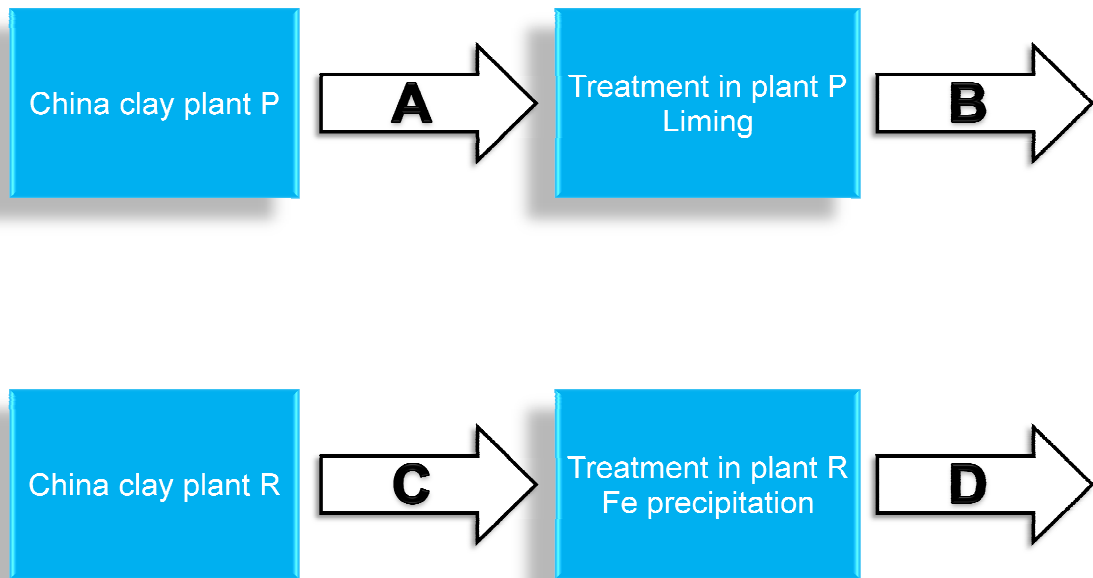 China clay plant P
A
Treatment in plant P
Liming
B
China clay plant R
C
Treatment in plant R
Fe precipitation
D